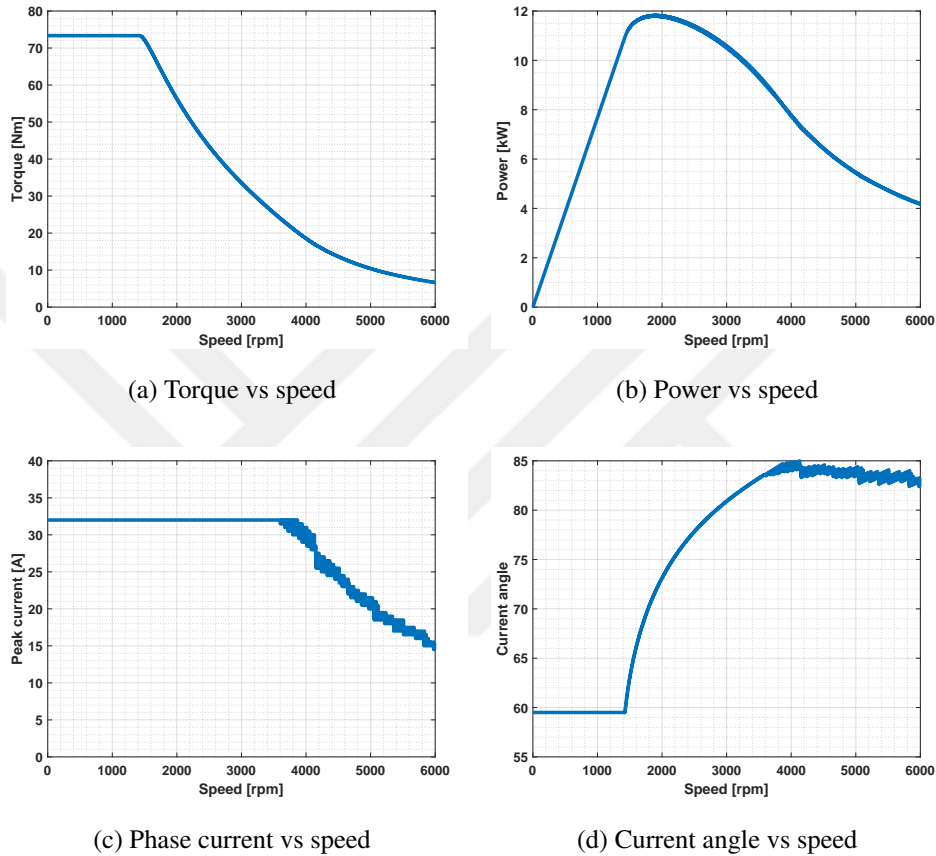 80
70
60
50
40
30
20
10
0
Torque [Nm]
0 1000 2000 3000 4000 5000 6000
Speed [rpm]
(a) Torque vs speed
12
10
8
6
4
2
0
Power [kW]
0 1000 2000 3000 4000 5000 6000
Speed [rpm]
(b) Power vs speed
40
35
30
25
20
15
10
5
0
Peak current [A]
0 1000 2000 3000 4000 5000 6000
Speed [rpm]
(c) Phase current vs speed
85
80
75
70
65
60
55
Current angle
0 1000 2000 3000 4000 5000 6000
Speed [rpm]
(d) Current angle vs speed